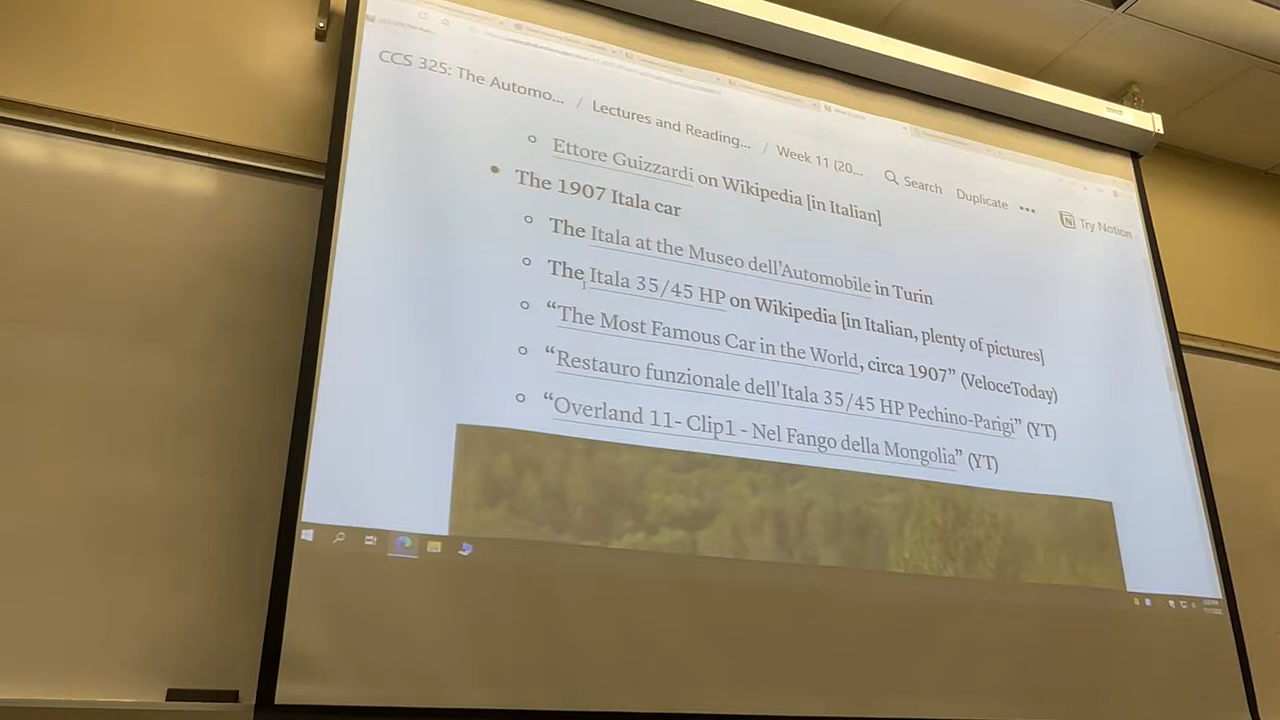 CCS 325: The Automo... / Lectures and Reading... / Week 11 (20... Search Duplicate ••• Try Notion
Ettore Guizzardi on Wikipedia [in Italian]
The 1907 Itala car
The Itala at the Museo dell'Automobile in Turin
The Itala 35/45 HP on Wikipedia [in Italian, plenty of pictures]
“The Most Famous Car in the World, circa 1907” (VeloceToday)
“Restauro funzionale dell'Itala 35/45 HP Pechino-Parigi” (YT)
“Overland 11- Clip1 - Nel Fango della Mongolia” (YT)